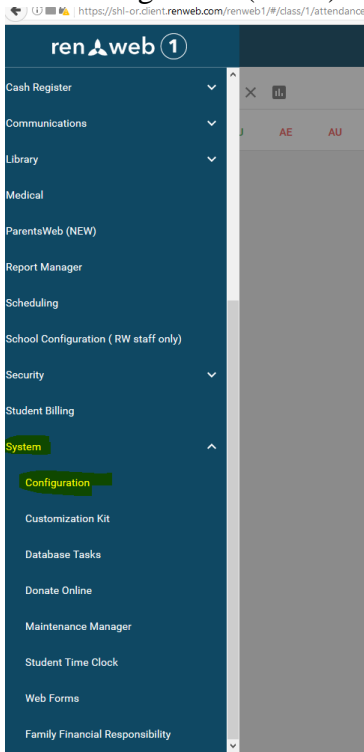 https://shl-or.client.renweb.com/renweb1/#/class/1/attendance
ren web 1
Cash Register
Communications
AE AU
Library
Medical
ParentsWeb (NEW)
Report Manager
Scheduling
School Configuration ( RW staff only)
Security
Student Billing
System
Configuration
Customization Kit
Database Tasks
Donate Online
Maintenance Manager
Student Time Clock
Web Forms
Family Financial Responsibility